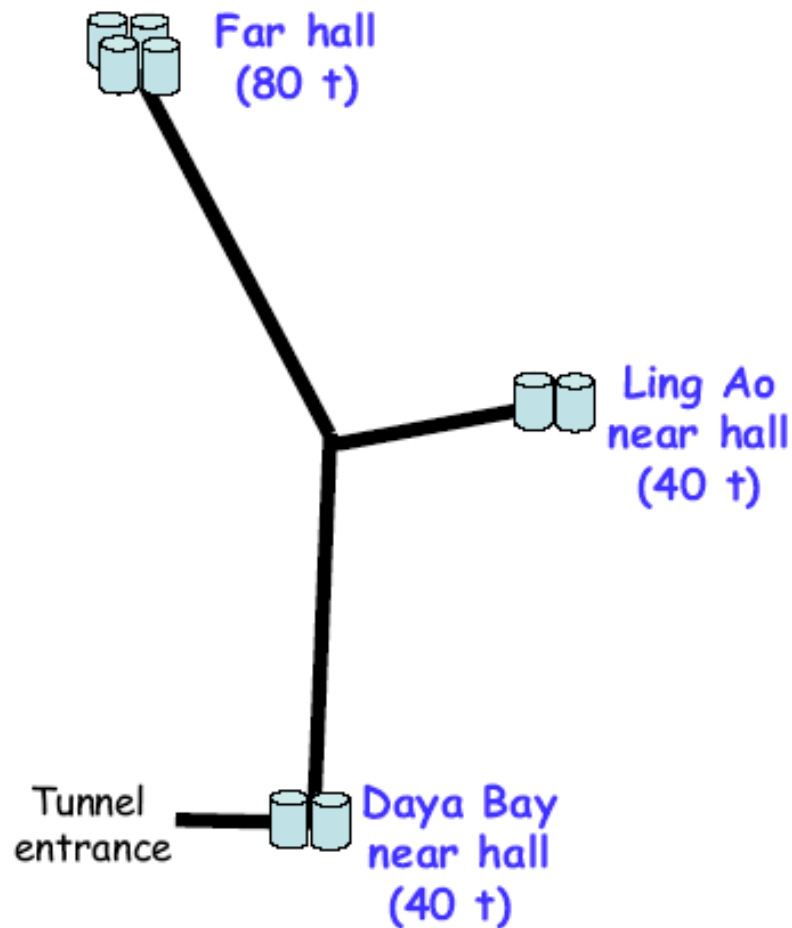 Far hall
(80 t)
Ling Ao
near hall
(40 t)
Tunnel
entrance
Daya Bay
near hall
(40 t)